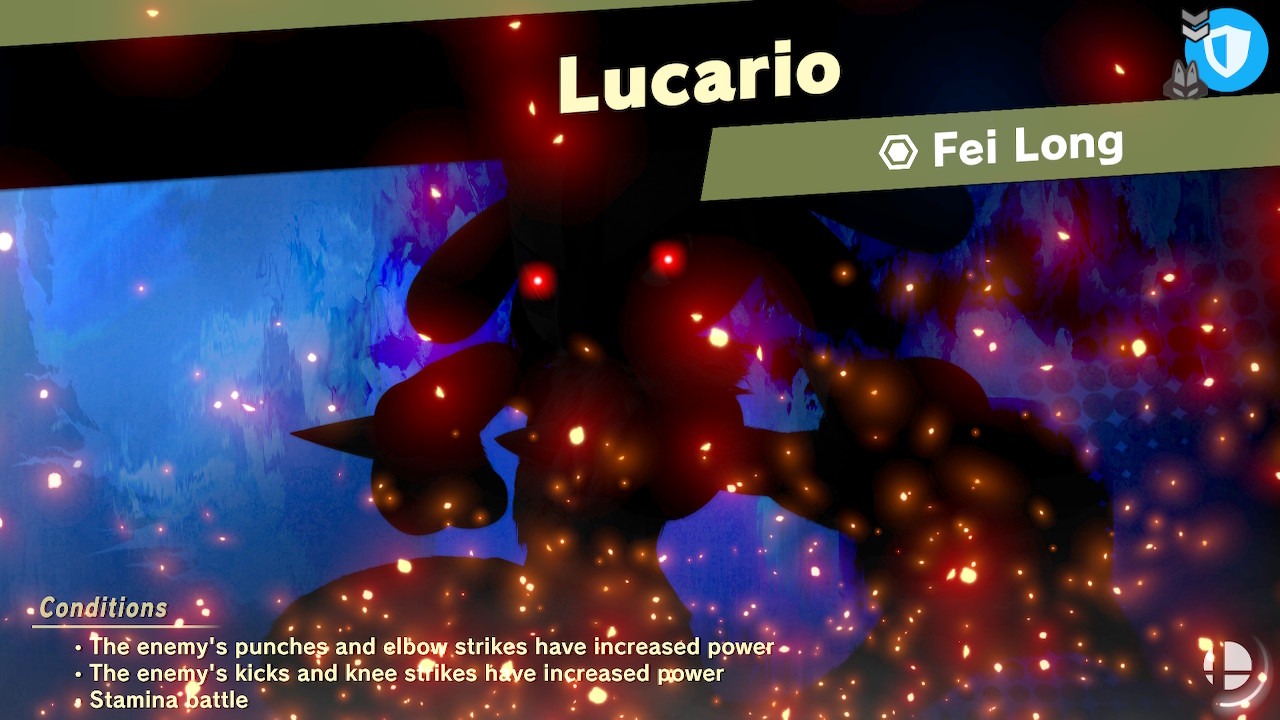 Lucario
Fei Long
Conditions
• The enemy's punches and elbow strikes have increased power
• The enemy's kicks and knee strikes have increased power
• Stamina battle